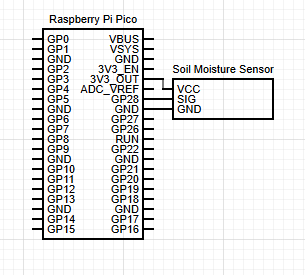 Raspberry Pi Pico
GP0 VBUS
GP1 VSYS
GND GND
GP2 3V3_EN
GP3 3V3_OUT
GP4 ADC_VREF
GP5 GP28
GND GND
GP6 GP27
GP7 GP26
GP8 RUN
GP9 GP22
GND GND
GP10 GP21
GP11 GP20
GP12 GP19
GP13 GP18
GND GND
GP14 GP17
GP15 GP16
Soil Moisture Sensor
VCC
SIG
GND